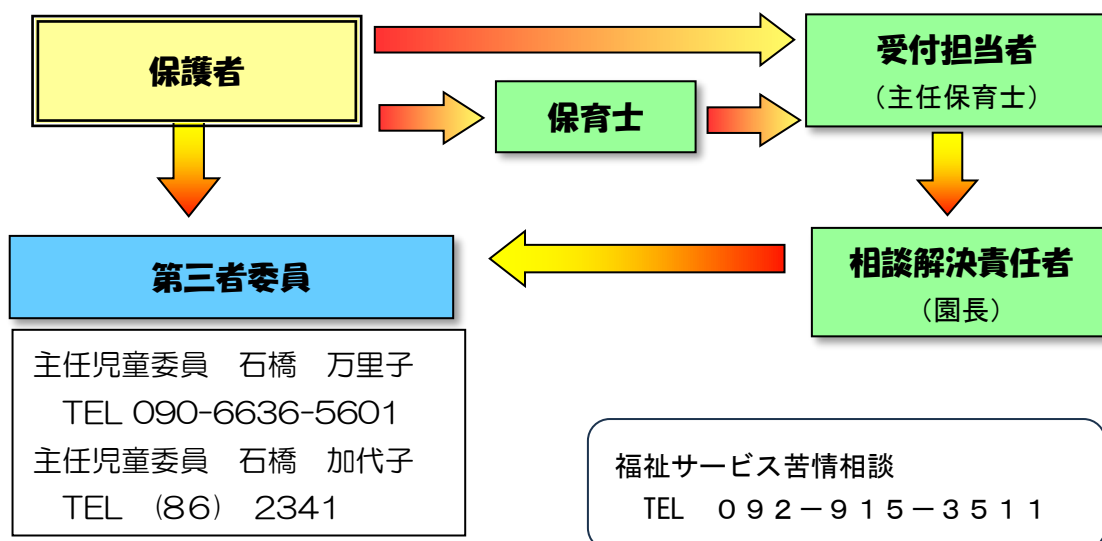 保護者
受付担当者
（主任保育士）
保育士
第三者委員
相談解決責任者
（園長）
主任児童委員　石橋　万里子
TEL 090-6636-5601
主任児童委員　石橋　加代子
TEL　(86)　2341
福祉サービス苦情相談
TEL　０９２－９１５－３５１１